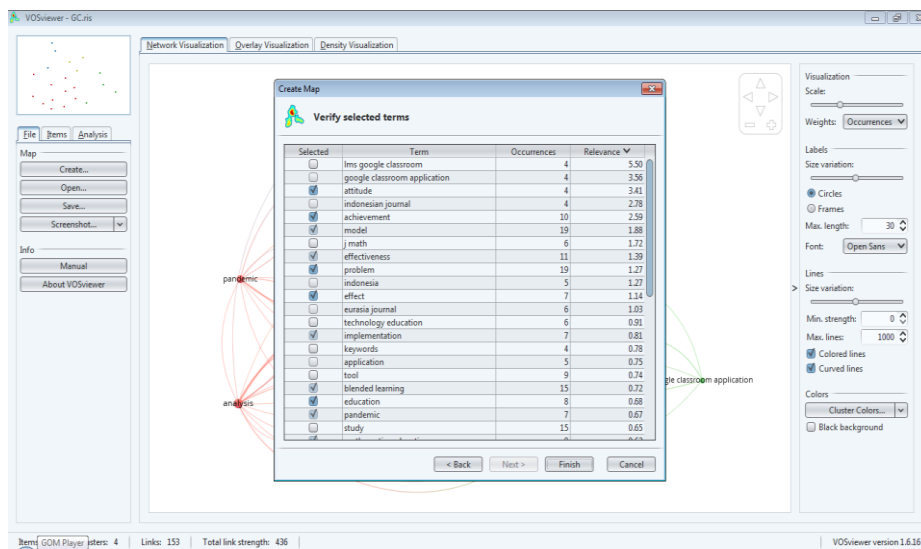 VOSviewer - GC.ris
Network Visualization Overlay Visualization Density Visualization
File Items Analysis
Map
Create...
Open...
Save...
Screenshot...
Info
Manual
About VOSviewer
pandemic
analysis
Create Map
Verify selected terms
Selected Term Occurrences Relevance
lms google classroom 4 5.50
google classroom application 4 3.56
attitude 4 3.41
indonesian journal 4 2.78
achievement 10 2.59
model 19 1.88
j math 6 1.72
effectiveness 11 1.39
problem 19 1.27
indonesia 5 1.27
effect 7 1.14
eurasia journal 6 1.03
technology education 6 0.91
implementation 7 0.81
keywords 4 0.78
application 5 0.75
tool 9 0.74
blended learning 15 0.72
education 8 0.68
pandemic 7 0.67
study 15 0.65
< Back Next > Finish Cancel
gle classroom application
Visualization
Scale:
Weights: Occurrences
Labels
Size variation:
Circles
Frames
Max. length: 30
Font: Open Sans
Lines
Size variation:
Min. strength: 0
Max. lines: 1000
Colored lines
Curved lines
Colors
Cluster Colors...
Black background
Items GOM Player sters: 4 Links: 153 Total link strength: 436 VOSviewer version 1.6.16